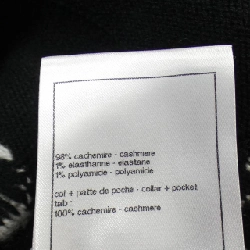 98% cachemire - cashmere
1% elasthanne - elastane
1% polyamide - polyamide
col + patte de poche - collar + pocket
tab :
100% cachemire - cashmere